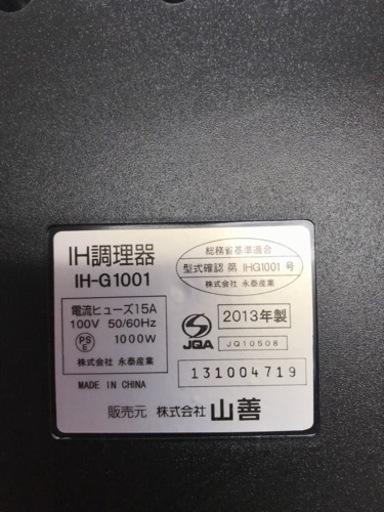 IH調理器
IH-G1001
電流ヒューズ15A
100V 50/60Hz
PS
E
1000W
株式会社 永泰産業
MADE IN CHINA
総務省基準適合
型式確認 第 IHG1001 号
株式会社 永泰産業
JQA
2013年製
JQ10508
131004719
販売元 株式会社 山善